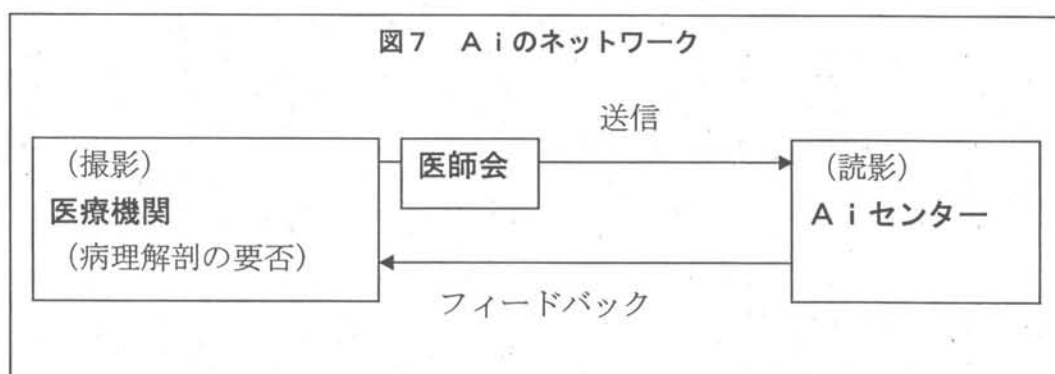 図7 Aiのネットワーク
送信
(撮影)
医療機関
(病理解剖の要否)
医師会
(読影)
Aiセンター
フィードバック